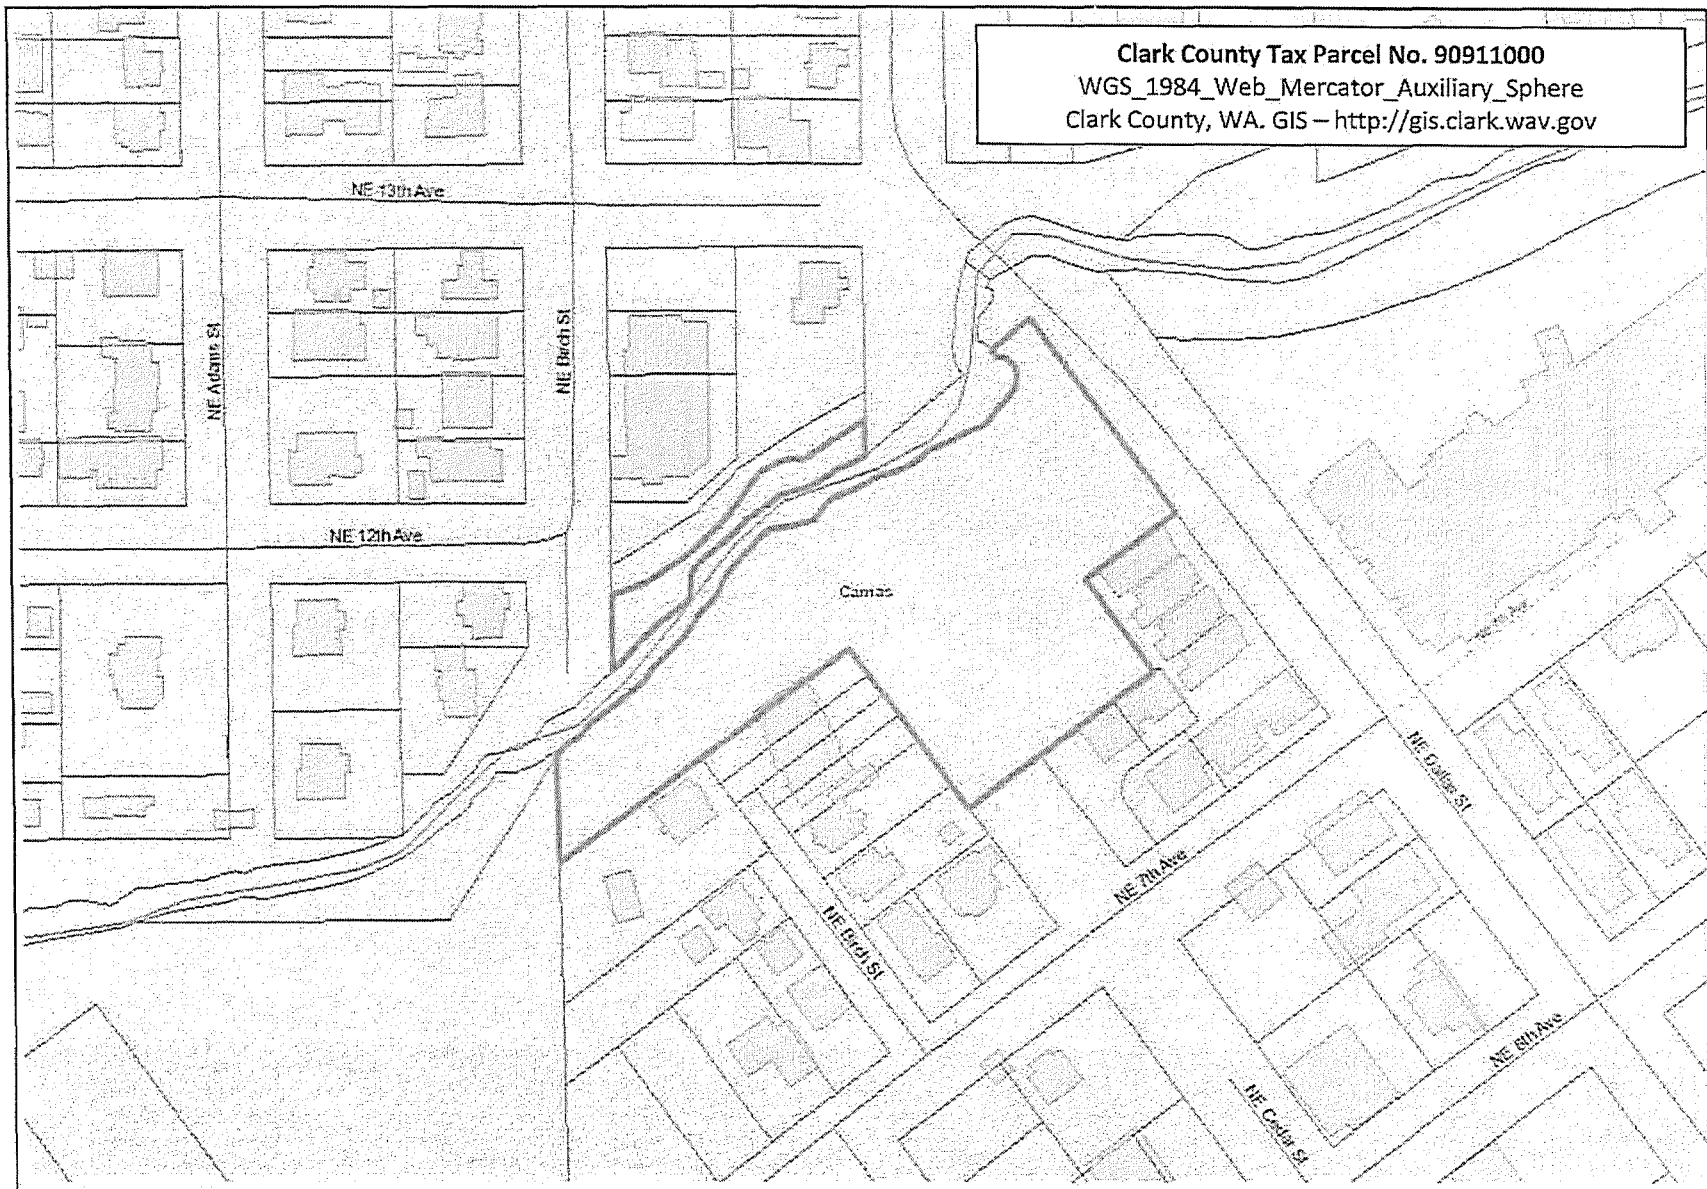 Clark County Tax Parcel No. 90911000
WGS_1984_Web_Mercator_Auxiliary_Sphere
Clark County, WA. GIS – http://gis.clark.wav.gov
NE 13th Ave
NE Adams St
NE Birch St
NE 12th Ave
Camas
NE Dallas St
NE 7th Ave
NE Birch St
NE 6th Ave
NE Cedar St